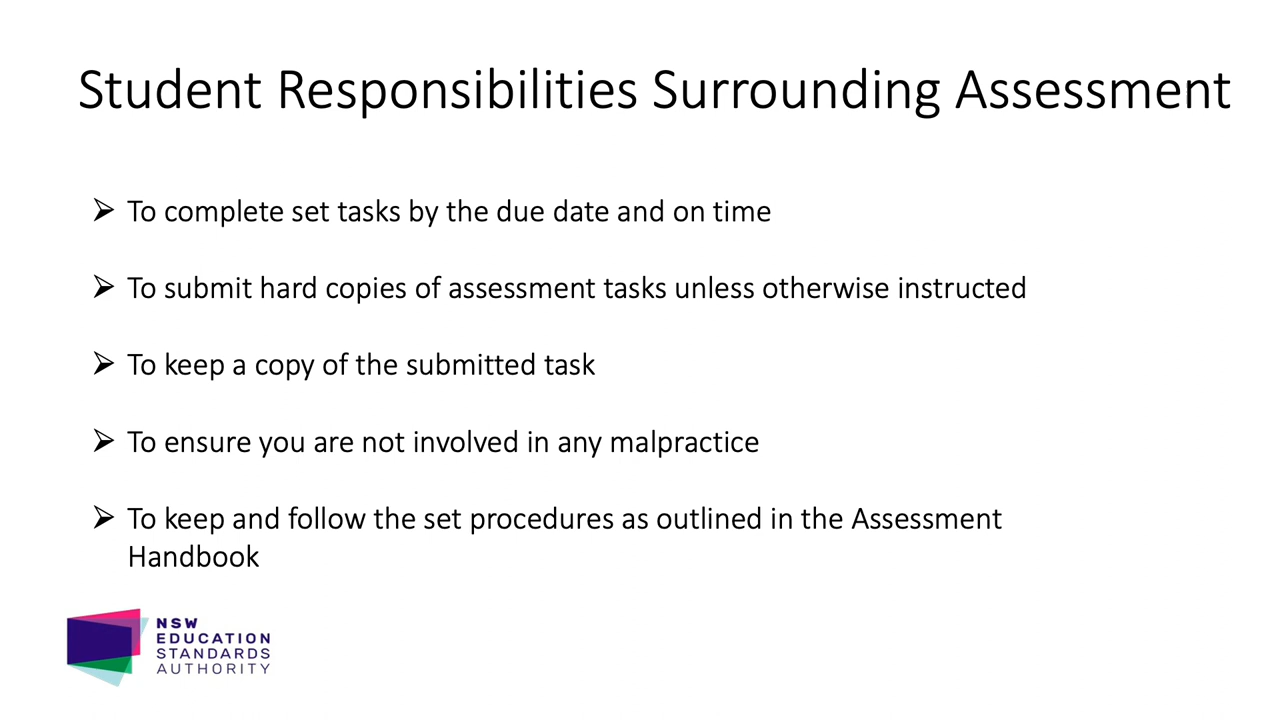 Student Responsibilities Surrounding Assessment
➢ To complete set tasks by the due date and on time
➢ To submit hard copies of assessment tasks unless otherwise instructed
➢ To keep a copy of the submitted task
➢ To ensure you are not involved in any malpractice
➢ To keep and follow the set procedures as outlined in the Assessment
Handbook
NSW
EDUCATION
STANDARDS
AUTHORITY